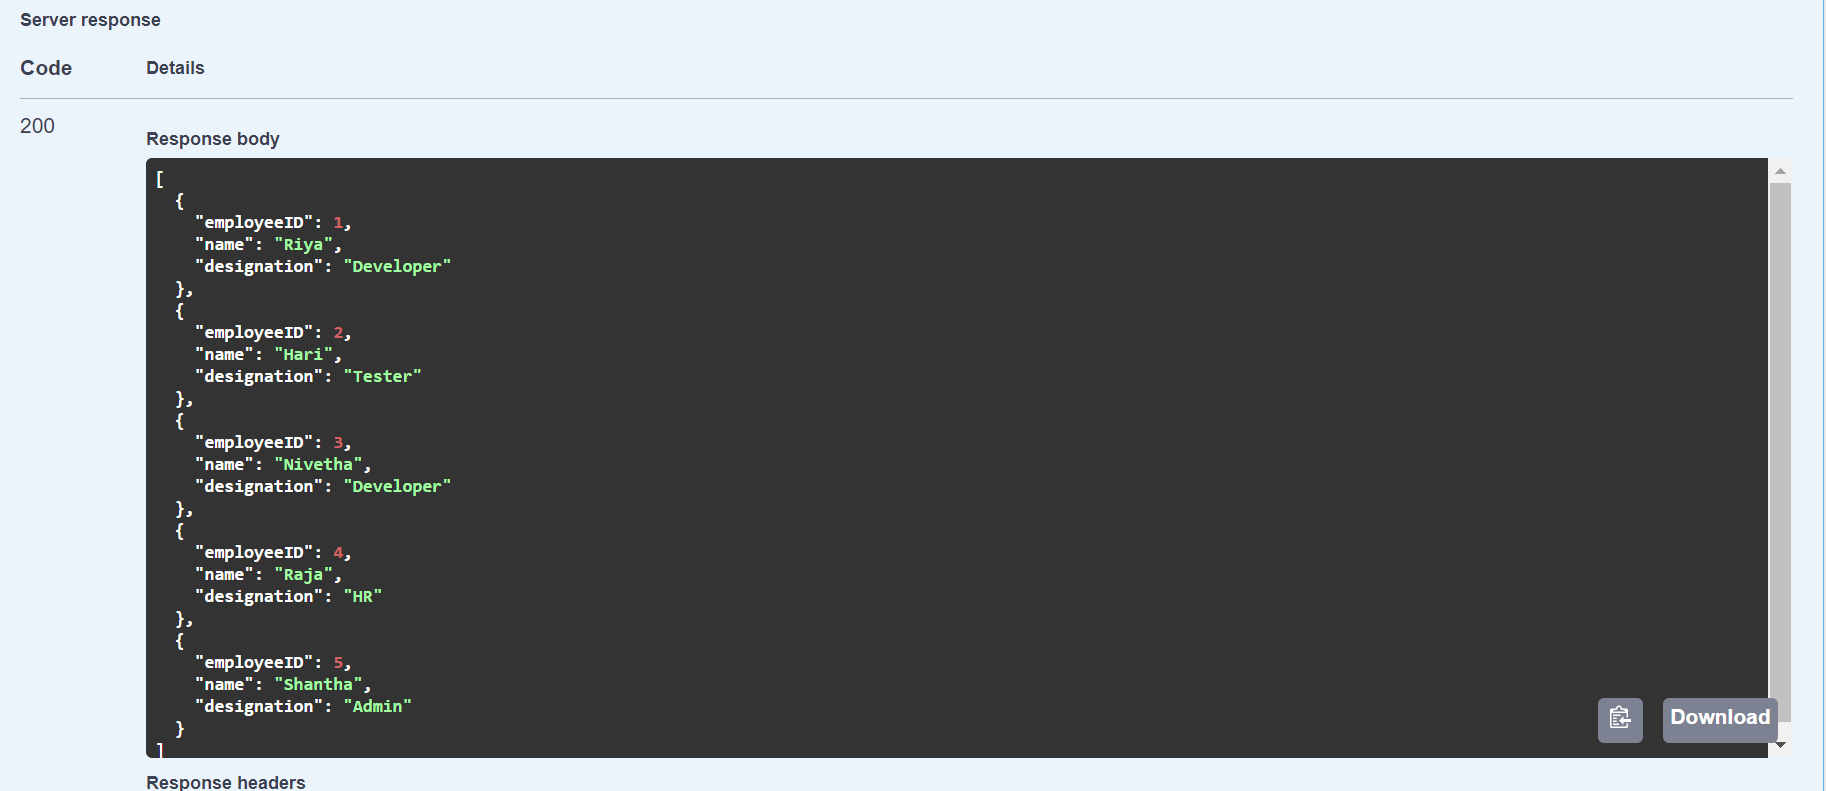 Server response
Code Details
200
Response body
[
  {
    "employeeID": 1,
    "name": "Riya",
    "designation": "Developer"
  },
  {
    "employeeID": 2,
    "name": "Hari",
    "designation": "Tester"
  },
  {
    "employeeID": 3,
    "name": "Nivetha",
    "designation": "Developer"
  },
  {
    "employeeID": 4,
    "name": "Raja",
    "designation": "HR"
  },
  {
    "employeeID": 5,
    "name": "Shantha",
    "designation": "Admin"
  }
]
Download
Response headers